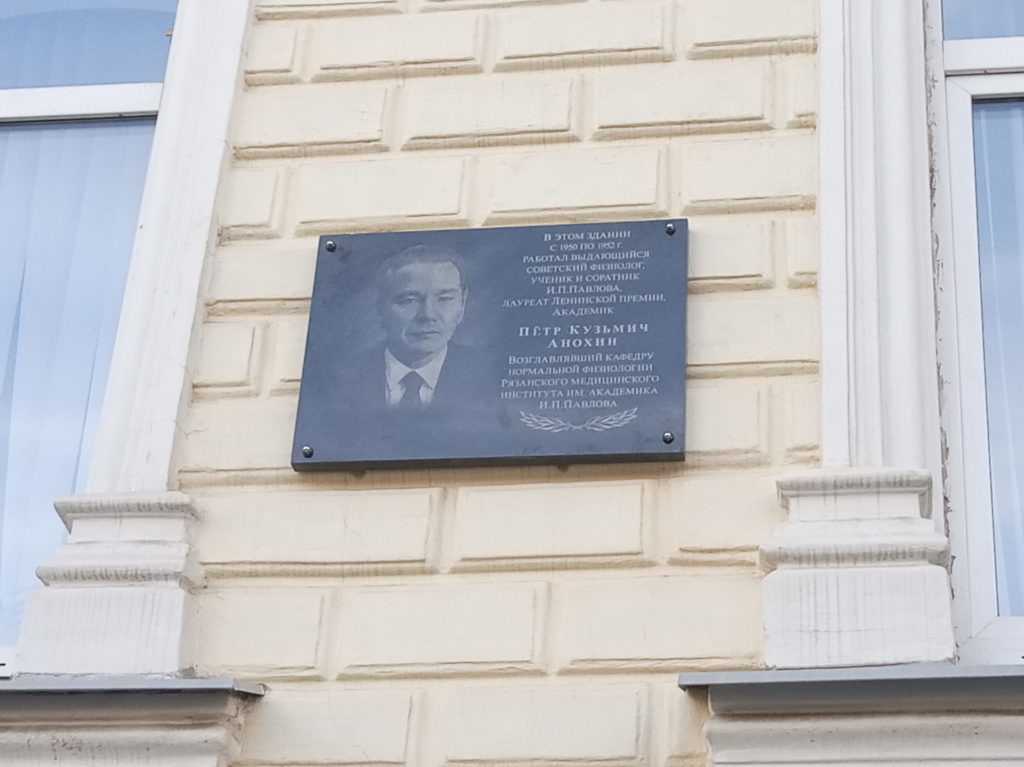 В ЭТОМ ЗДАНИИ
С 1950 ПО 1952 Г.
РАБОТАЛ ВЫДАЮЩИЙСЯ
СОВЕТСКИЙ ФИЗИОЛОГ,
УЧЕНИК И СОРАТНИК
И.П.ПАВЛОВА,
ЛАУРЕАТ ЛЕНИНСКОЙ ПРЕМИИ,
АКАДЕМИК
ПЁТР КУЗЬМИЧ
АНОХИН
ВОЗГЛАВЛЯВШИЙ КАФЕДРУ
НОРМАЛЬНОЙ ФИЗИОЛОГИИ
РЯЗАНСКОГО МЕДИЦИНСКОГО
ИНСТИТУТА ИМ. АКАДЕМИКА
И.П.ПАВЛОВА